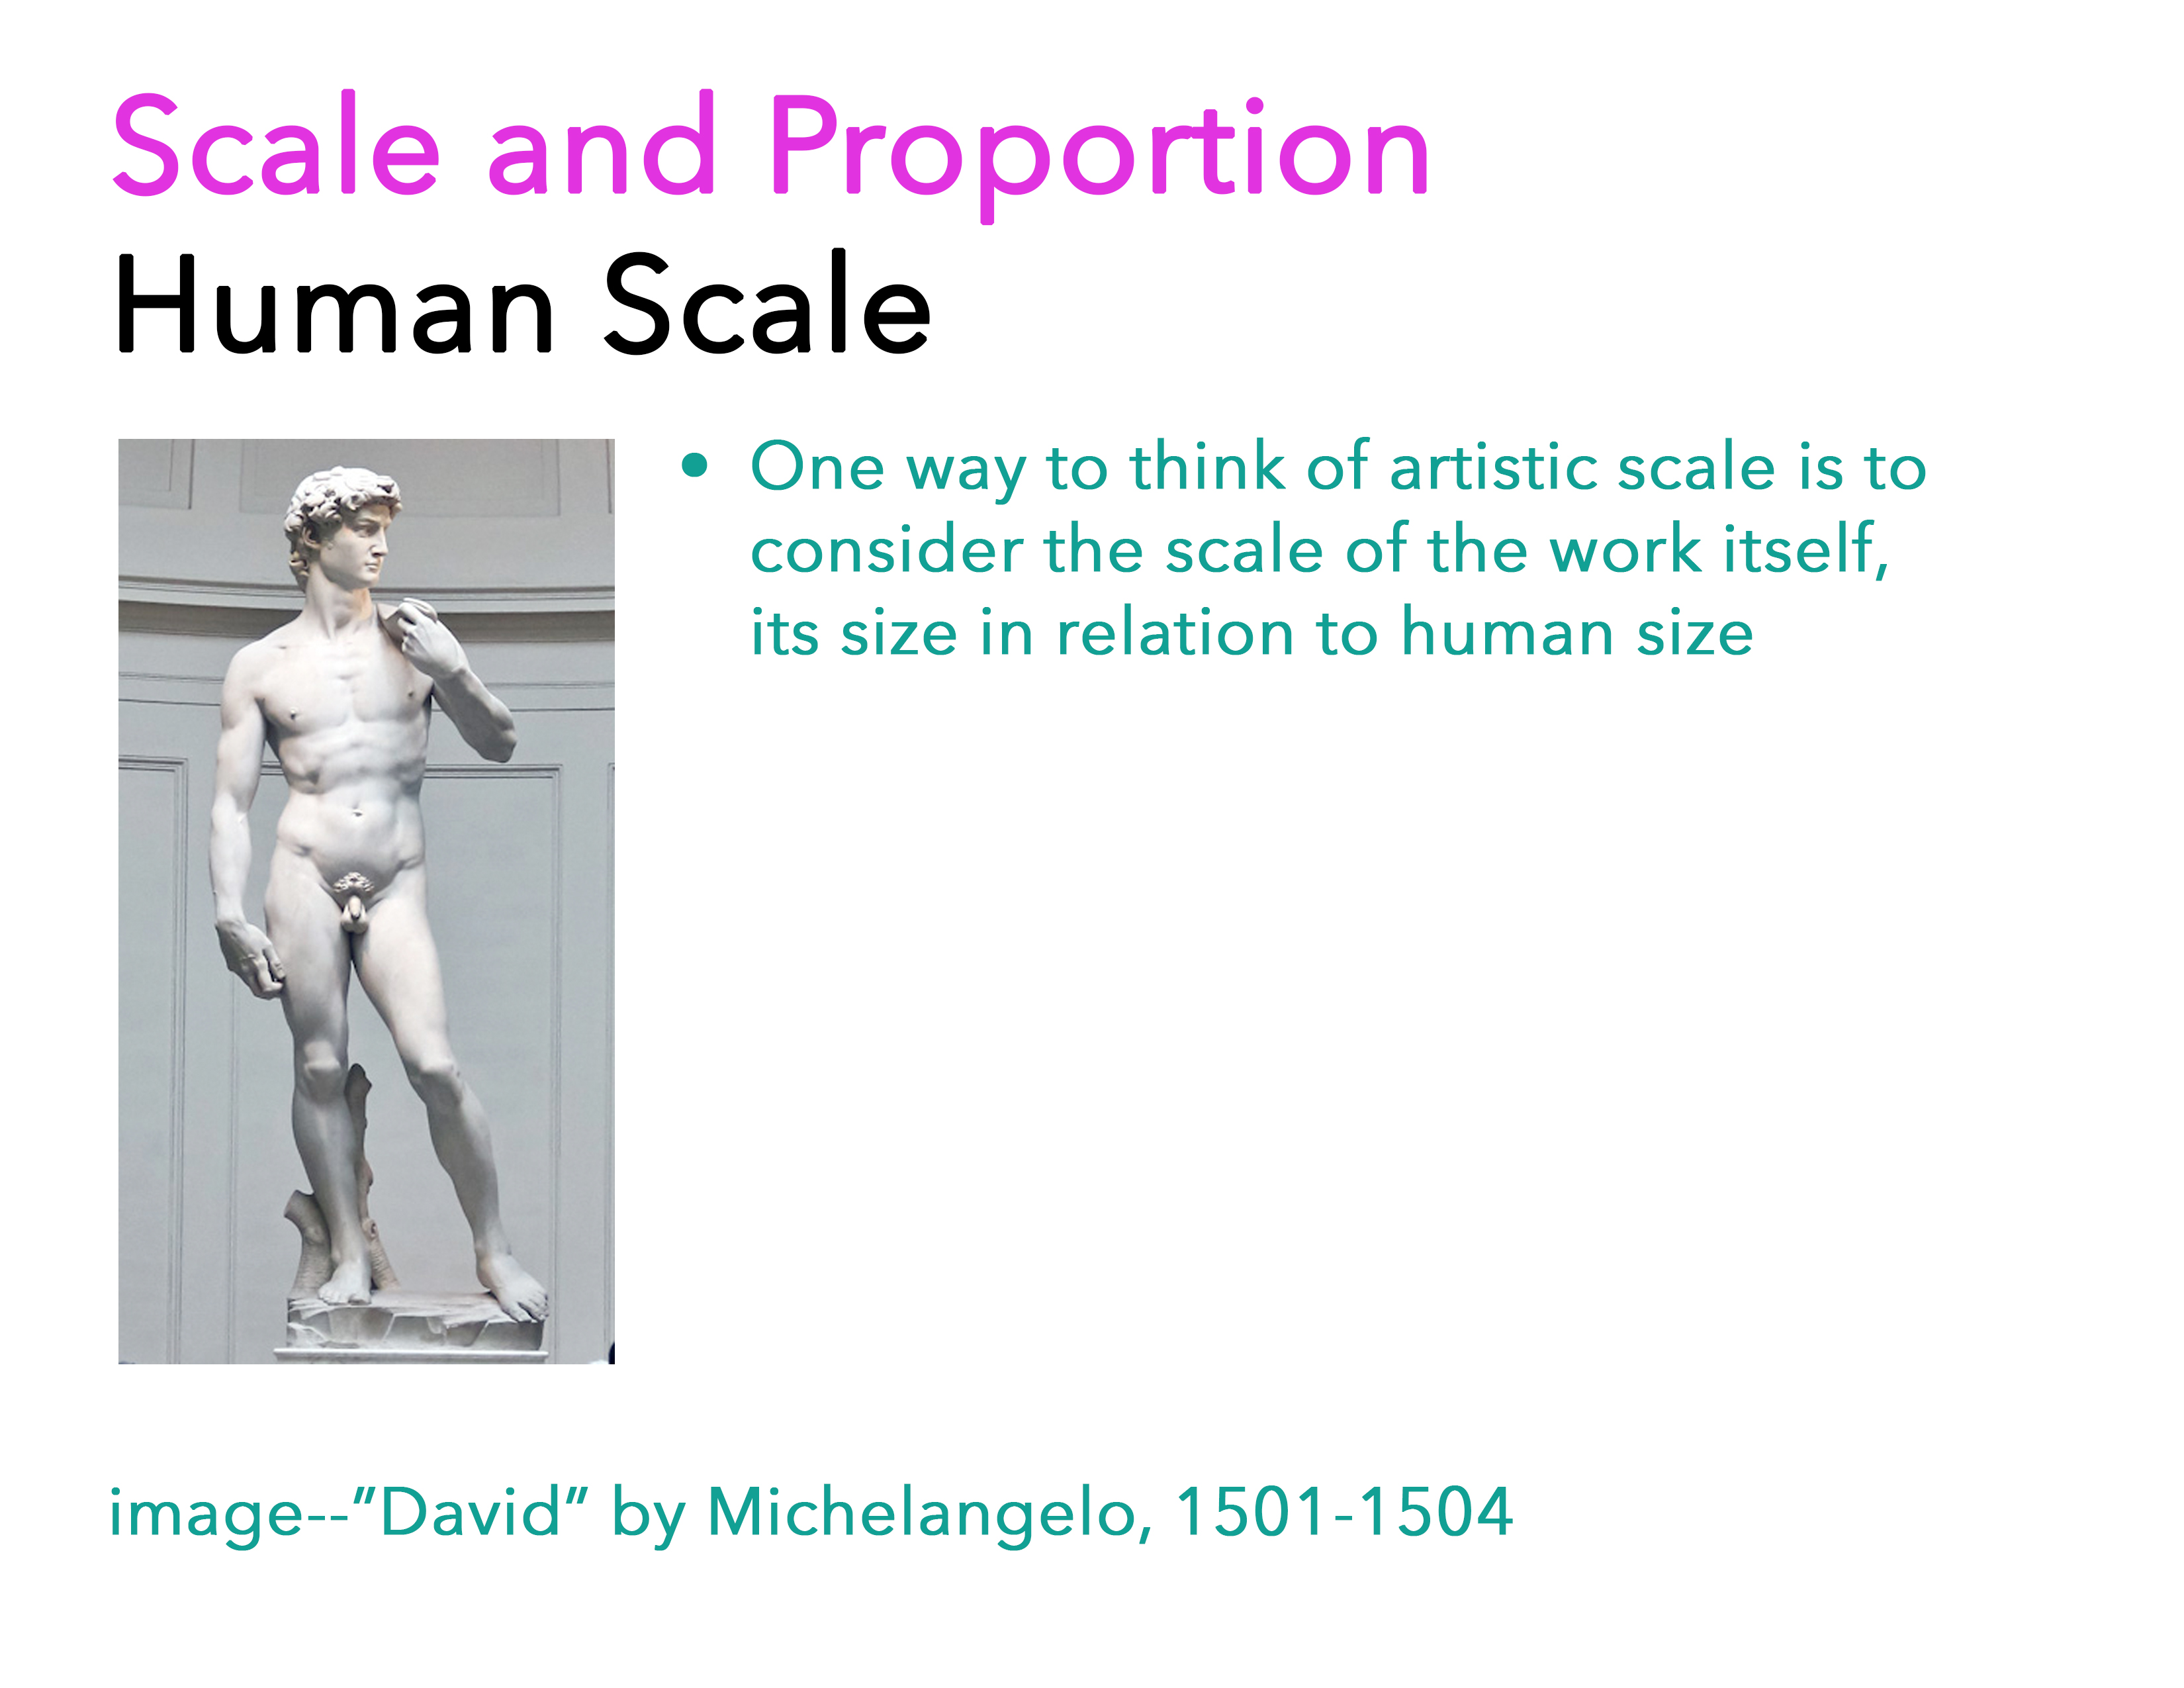 Scale and Proportion
Human Scale
• One way to think of artistic scale is to
consider the scale of the work itself,
its size in relation to human size
image--"David" by Michelangelo, 1501-1504